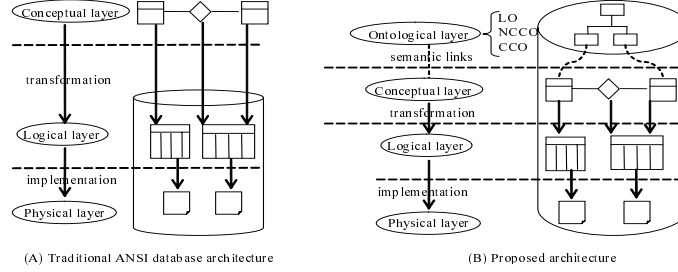 Conceptual layer
transformation
Logical layer
implementation
Physical layer
(A) Traditional ANSI database architecture
Ontological layer
LO
NCCO
CCO
semantic links
Conceptual layer
transformation
Logical layer
implementation
Physical layer
(B) Proposed architecture